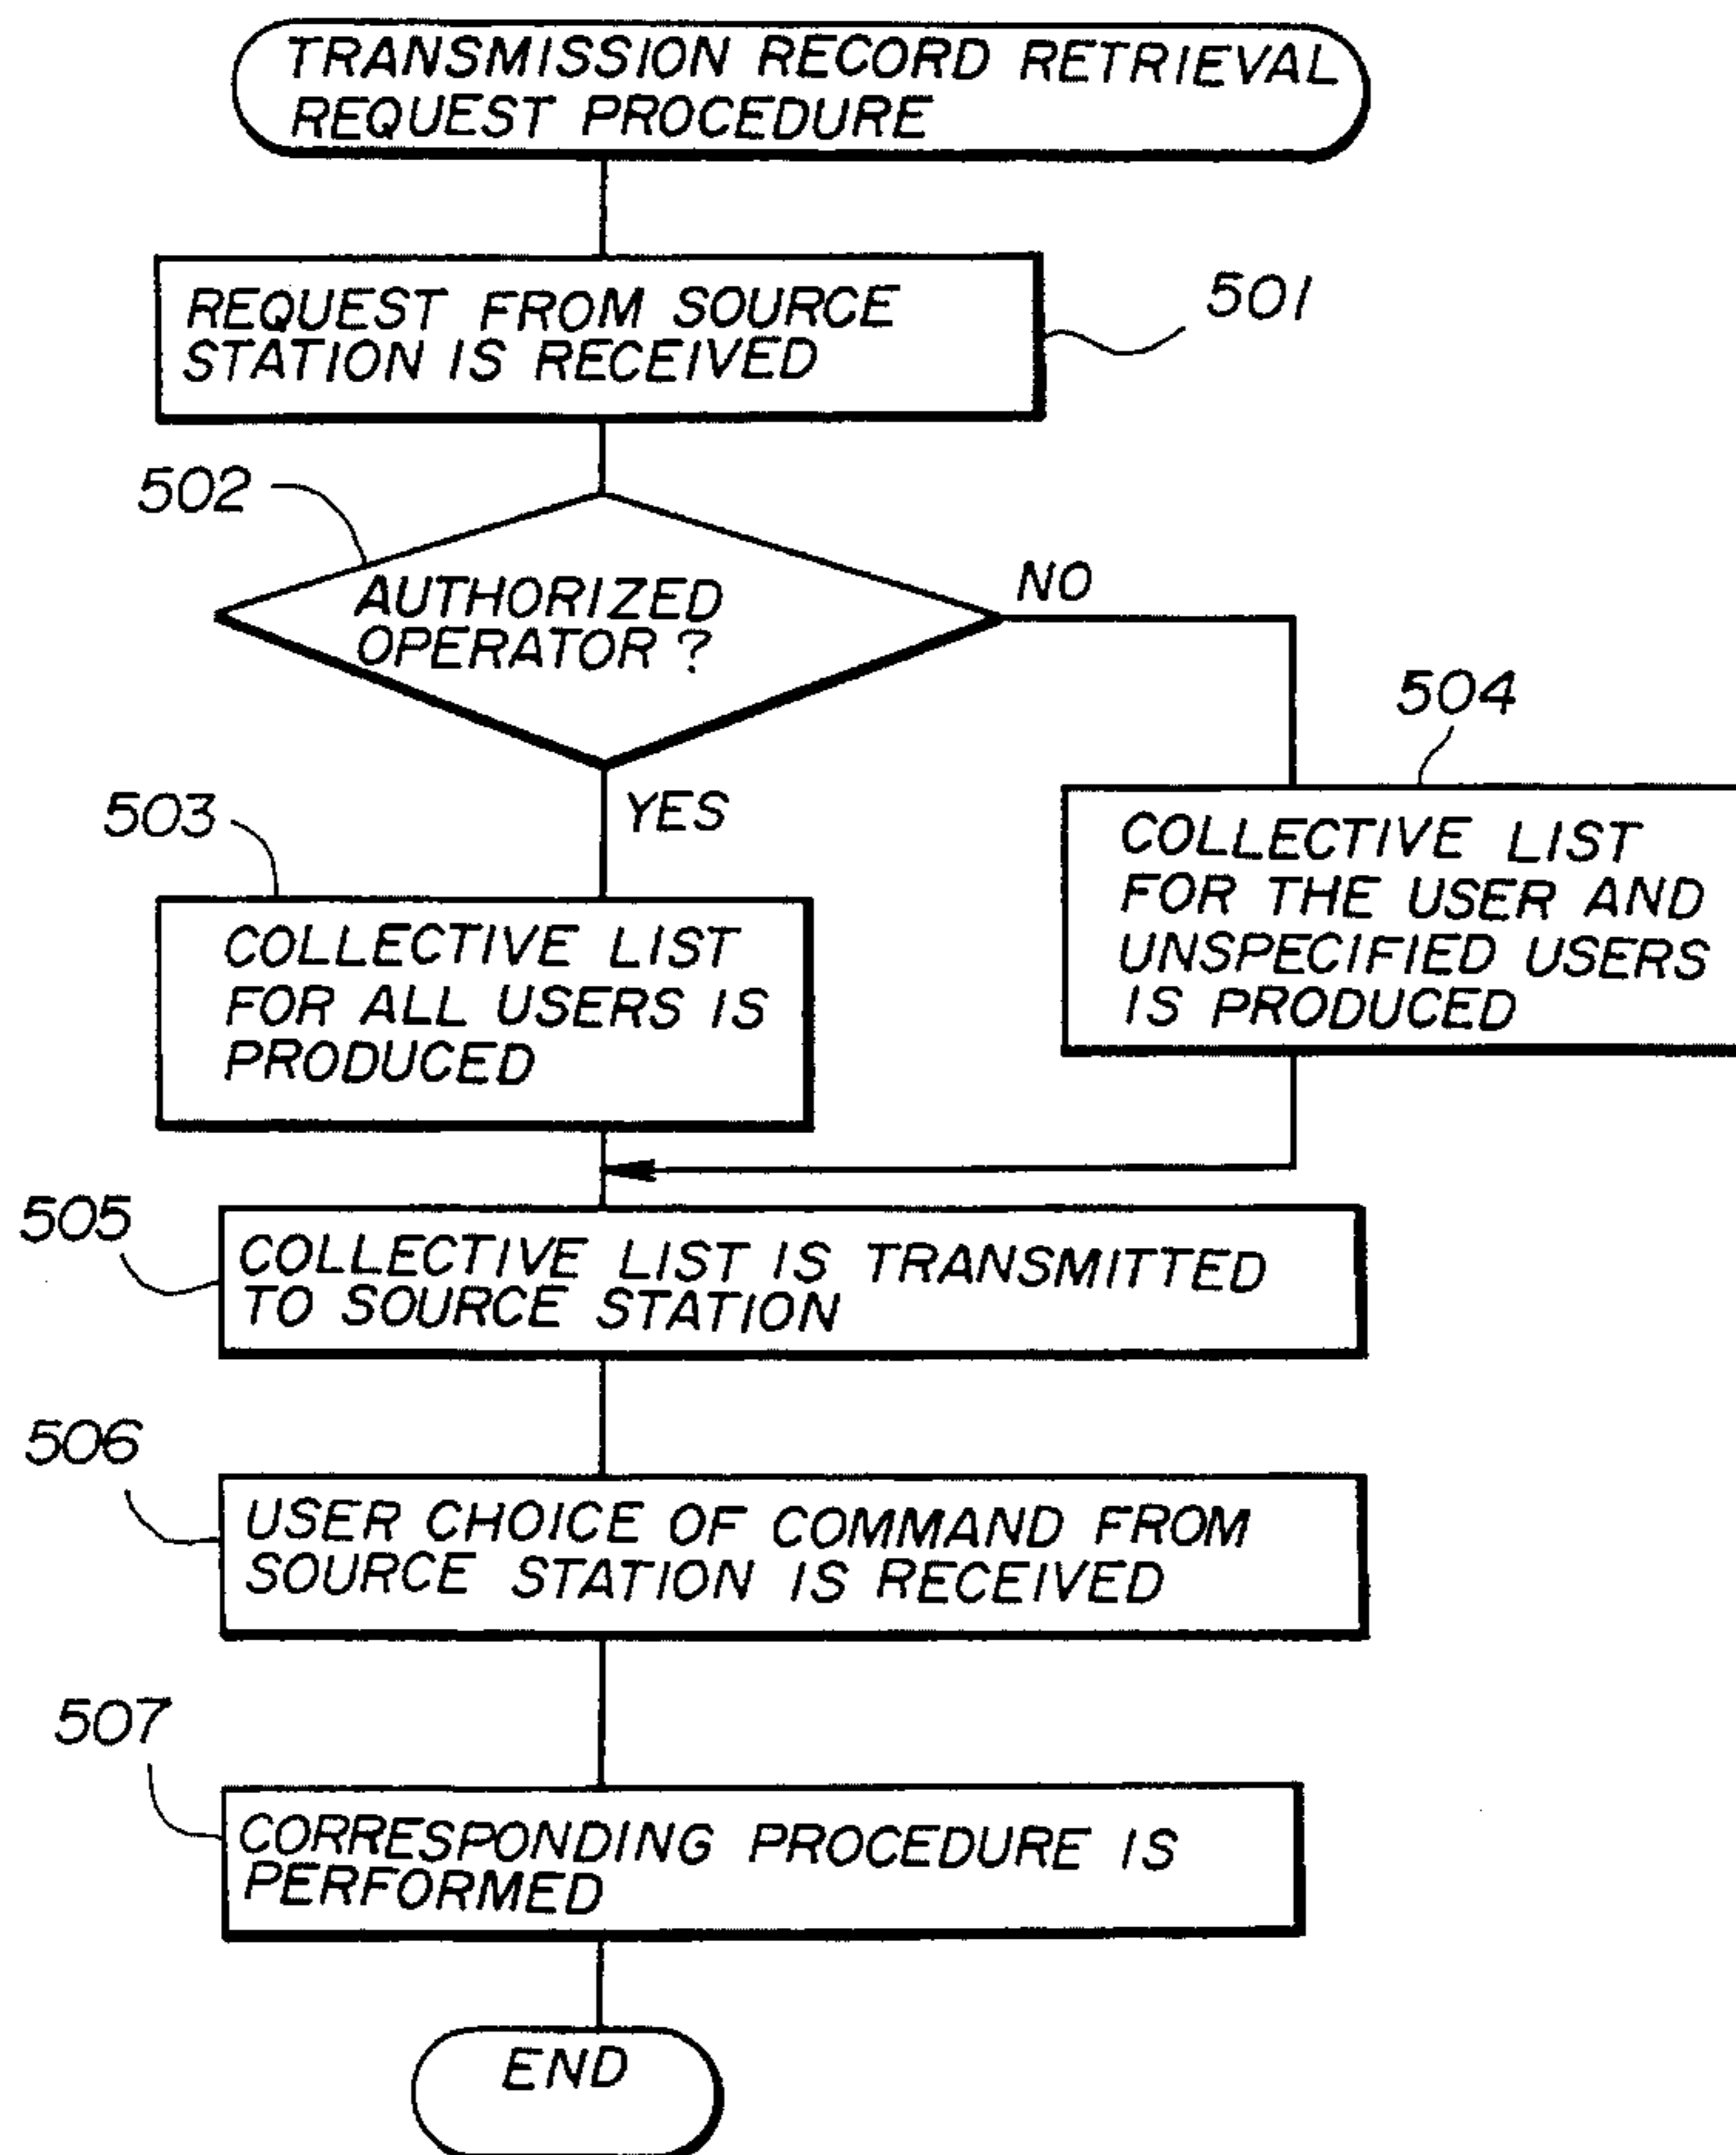 TRANSMISSION RECORD RETRIEVAL
REQUEST PROCEDURE
REQUEST FROM SOURCE
STATION IS RECEIVED
501
502
AUTHORIZED
OPERATOR?
NO
YES
503
COLLECTIVE LIST
FOR ALL USERS IS
PRODUCED
504
COLLECTIVE LIST
FOR THE USER AND
UNSPECIFIED USERS
IS PRODUCED
505
COLLECTIVE LIST IS TRANSMITTED
TO SOURCE STATION
506
USER CHOICE OF COMMAND FROM
SOURCE STATION IS RECEIVED
507
CORRESPONDING PROCEDURE IS
PERFORMED
END